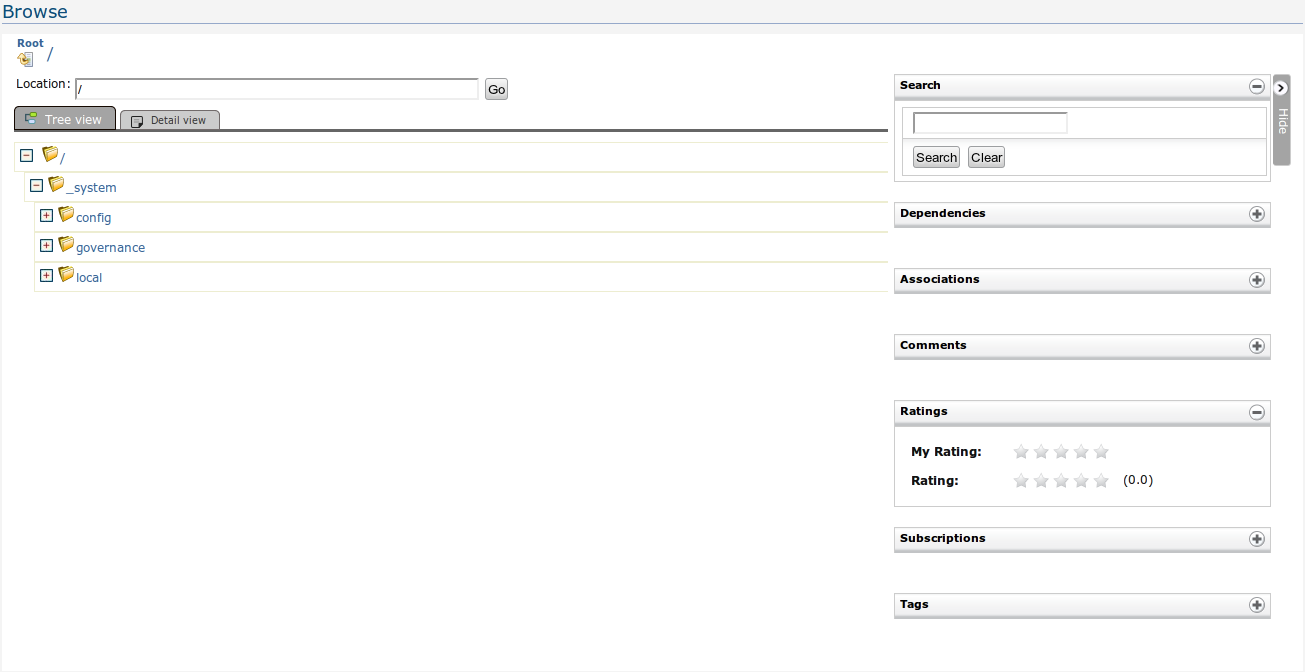 Browse
Root
/
Location: / Go
Tree view Detail view
/
_system
config
governance
local
Search
Search Clear
Hide
Dependencies
Associations
Comments
Ratings
My Rating:
Rating: (0.0)
Subscriptions
Tags